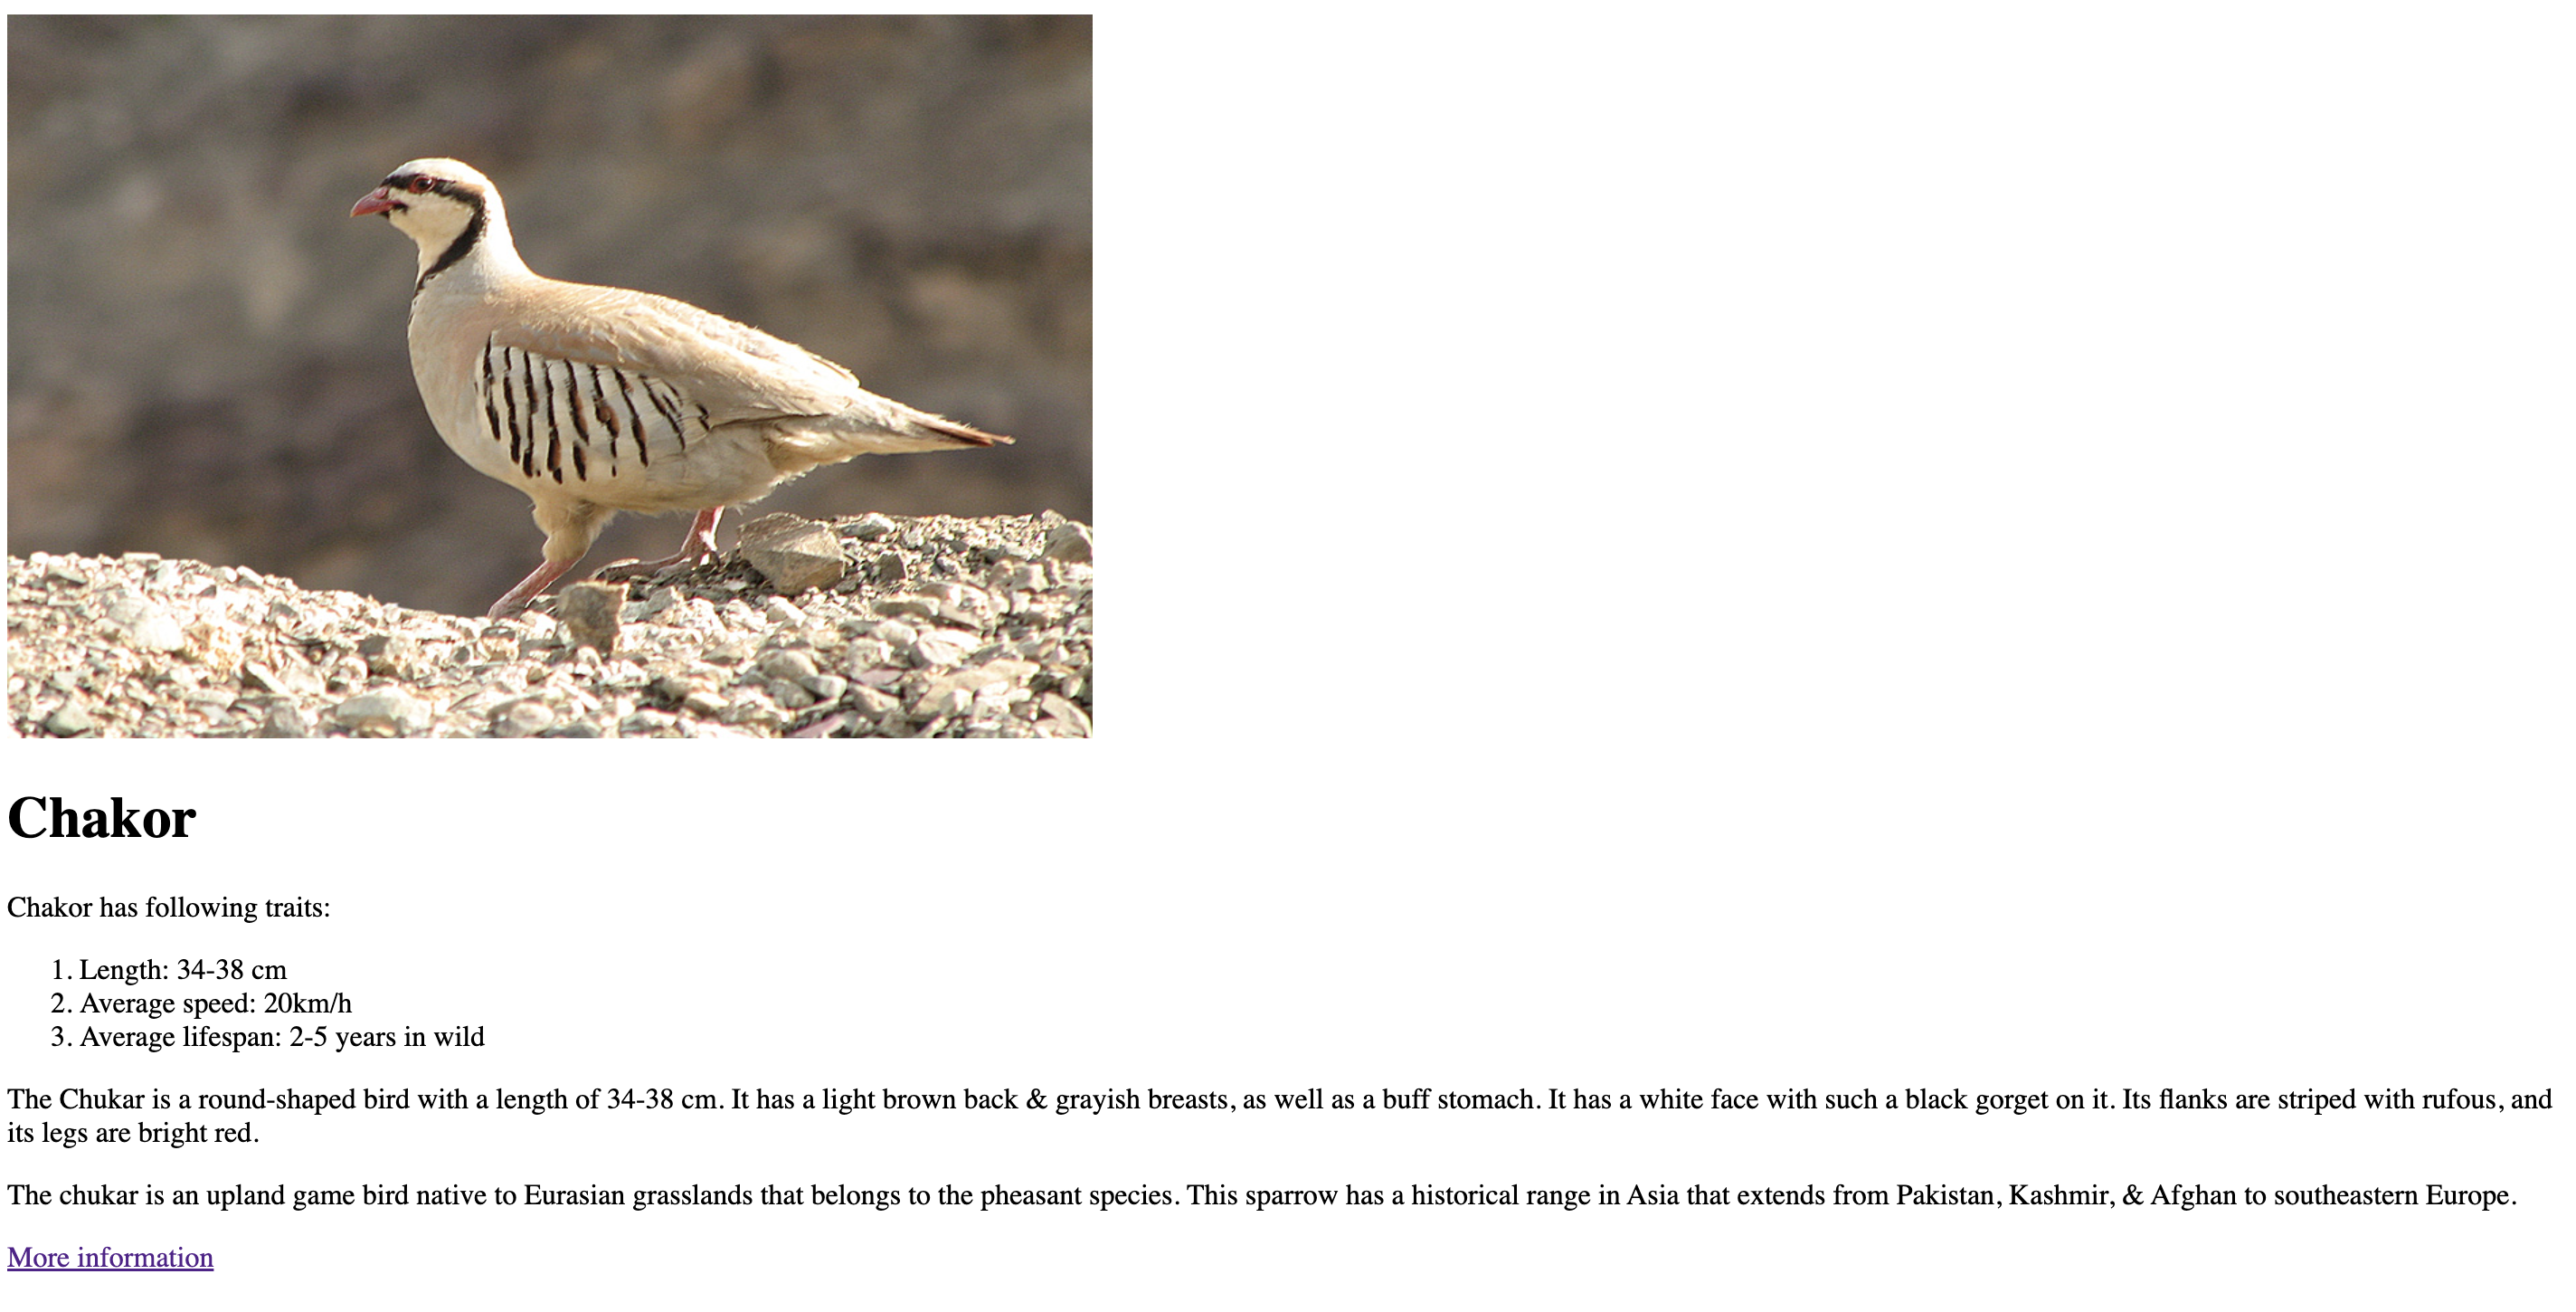 Chakor
Chakor has following traits:
1. Length: 34-38 cm
2. Average speed: 20km/h
3. Average lifespan: 2-5 years in wild
The Chukar is a round-shaped bird with a length of 34-38 cm. It has a light brown back & grayish breasts, as well as a buff stomach. It has a white face with such a black gorget on it. Its flanks are striped with rufous, and
its legs are bright red.
The chukar is an upland game bird native to Eurasian grasslands that belongs to the pheasant species. This sparrow has a historical range in Asia that extends from Pakistan, Kashmir, & Afghan to southeastern Europe.
More information